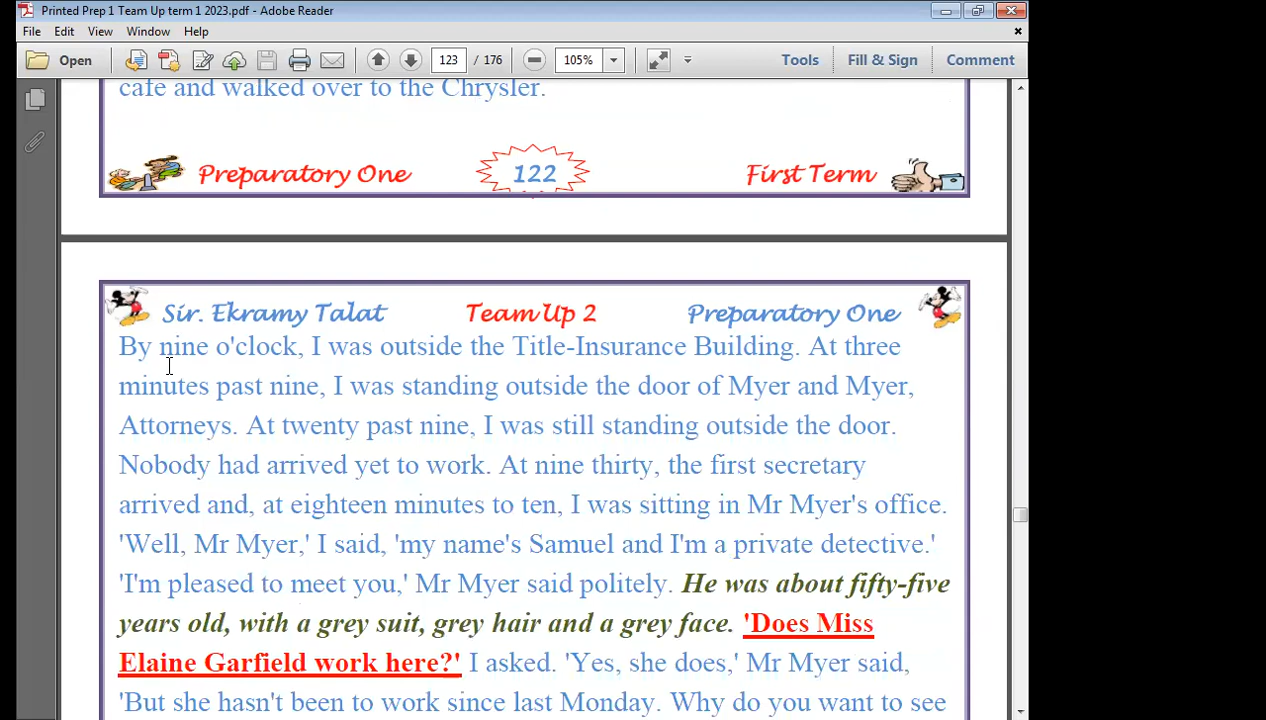 Printed Prep 1 Team Up term 1 2023.pdf - Adobe Reader
File Edit View Window Help
Open 123 / 176 105% Tools Fill & Sign Comment
cafe and walked over to the Chrysler.
Preparatory One 122 First Term
Sir. Ekramy Talat Team Up 2 Preparatory One
By nine o'clock, I was outside the Title-Insurance Building. At three
minutes past nine, I was standing outside the door of Myer and Myer,
Attorneys. At twenty past nine, I was still standing outside the door.
Nobody had arrived yet to work. At nine thirty, the first secretary
arrived and, at eighteen minutes to ten, I was sitting in Mr Myer's office.
'Well, Mr Myer,' I said, 'my name's Samuel and I'm a private detective.'
'I'm pleased to meet you,' Mr Myer said politely. He was about fifty-five
years old, with a grey suit, grey hair and a grey face. 'Does Miss
Elaine Garfield work here?' I asked. 'Yes, she does,' Mr Myer said,
'But she hasn't been to work since last Monday. Why do you want to see